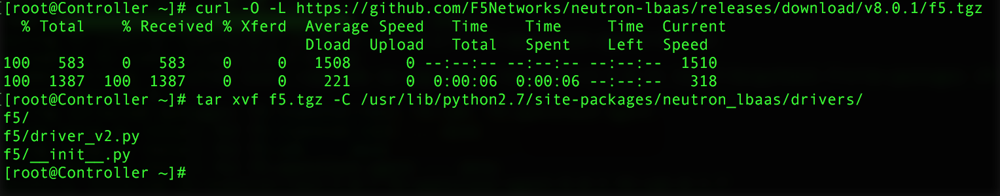 [root@Controller ~]# curl -O -L https://github.com/F5Networks/neutron-lbaas/releases/download/v8.0.1/f5.tgz
  % Total    % Received % Xferd  Average Speed   Time    Time     Time  Current
                                 Dload  Upload   Total   Spent    Left  Speed
100   583    0   583    0     0   1508      0 --:--:-- --:--:-- --:--:--  1510
100  1387  100  1387    0     0    221      0  0:00:06  0:00:06 --:--:--   318
[root@Controller ~]# tar xvf f5.tgz -C /usr/lib/python2.7/site-packages/neutron_lbaas/drivers/
f5/
f5/driver_v2.py
f5/__init__.py
[root@Controller ~]#